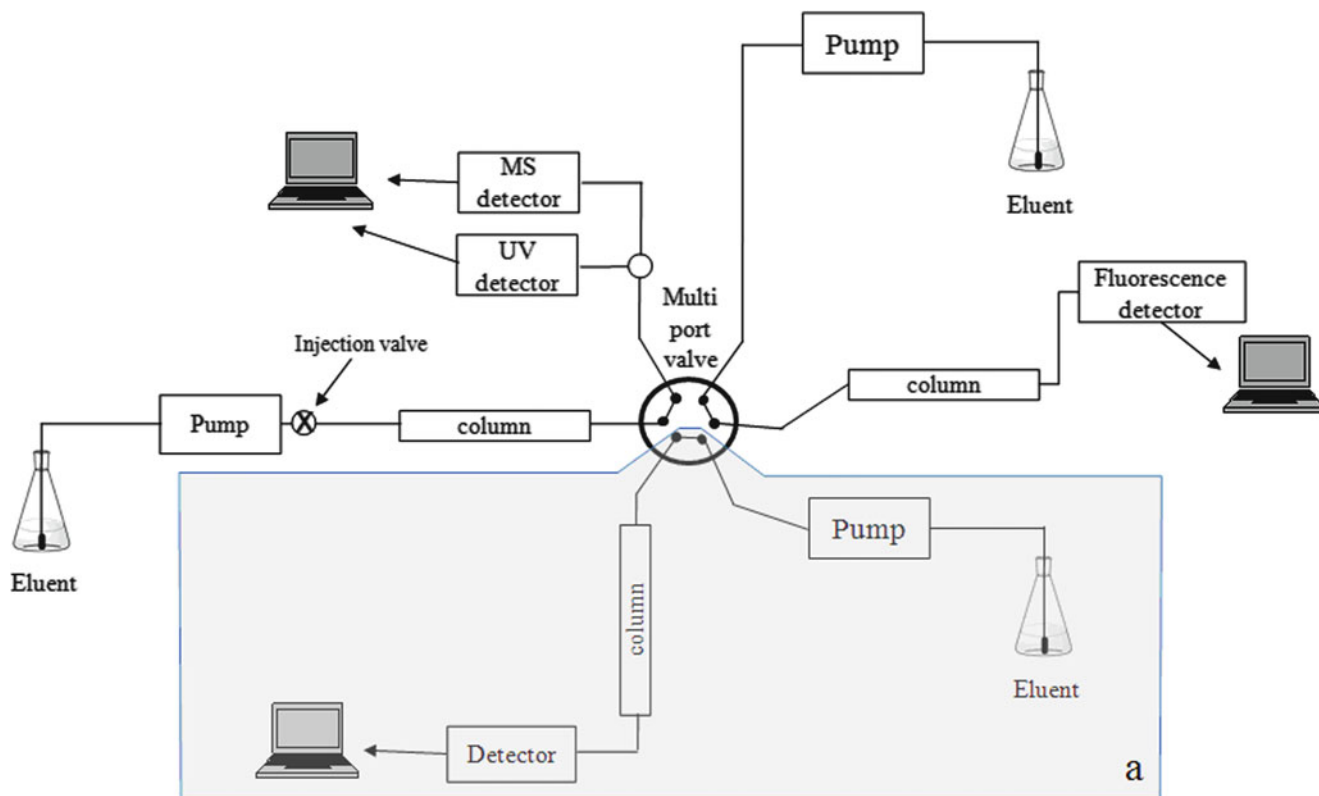 Pump
Eluent
MS
detector
UV
detector
Multi
port
valve
Fluorescence
detector
Injection valve
Pump
column
column
Eluent
Pump
column
Eluent
Detector
a